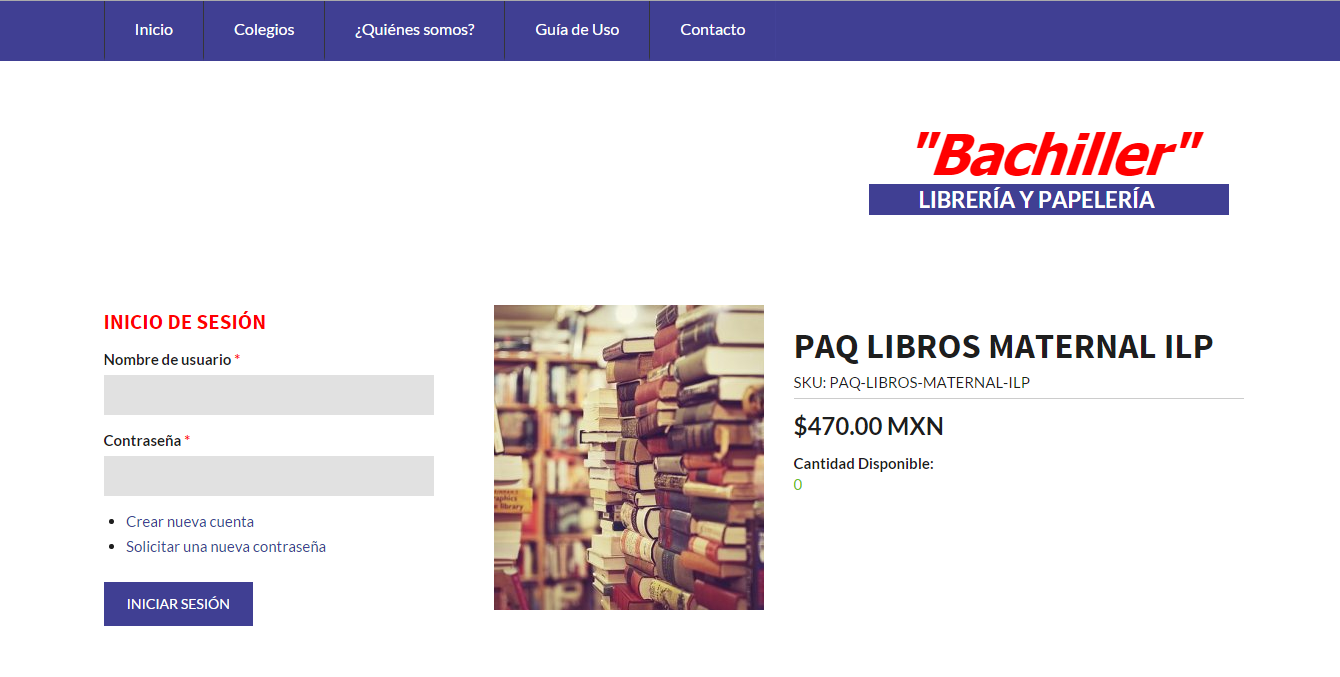 Inicio
Colegios
¿Quiénes somos?
Guía de Uso
Contacto
"Bachiller"
LIBRERÍA Y PAPELERÍA
INICIO DE SESIÓN
Nombre de usuario *
Contraseña *
Crear nueva cuenta
Solicitar una nueva contraseña
INICIAR SESIÓN
PAQ LIBROS MATERNAL ILP
SKU: PAQ-LIBROS-MATERNAL-ILP
$470.00 MXN
Cantidad Disponible:
0